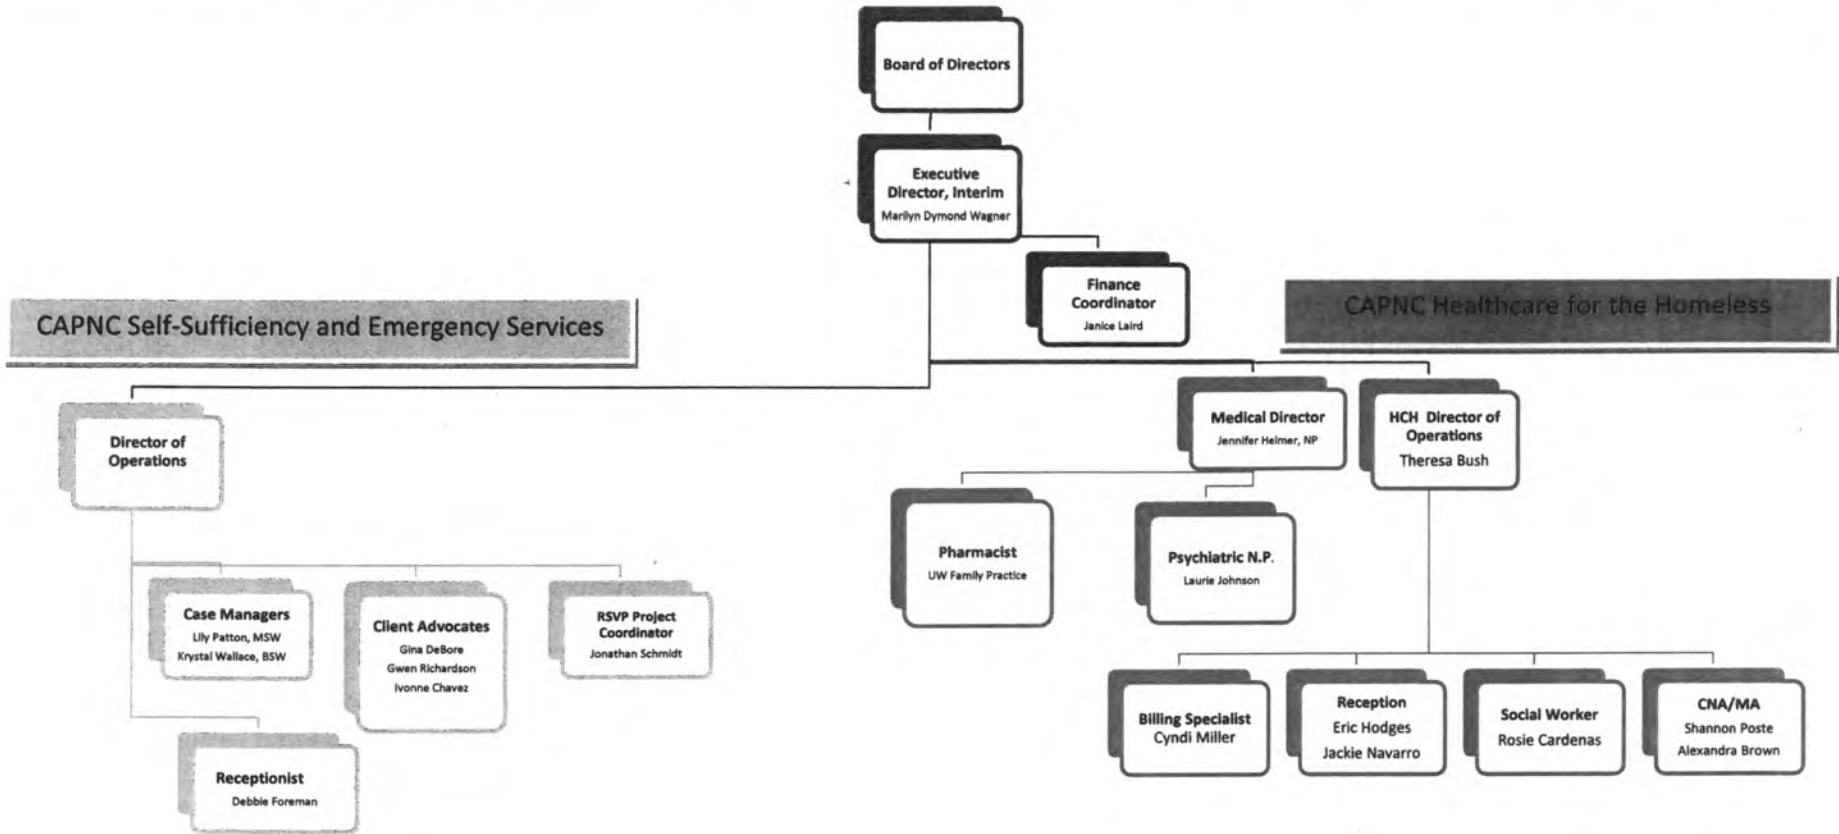 Board of Directors
Executive
Director, Interim
Marilyn Dymond Wagner
Finance
Coordinator
Janice Laird
CAPNC Self-Sufficiency and Emergency Services
CAPNC Healthcare for the Homeless
Director of
Operations
Medical Director
Jennifer Helmer, NP
HCH Director of
Operations
Theresa Bush
Pharmacist
UW Family Practice
Psychiatric N.P.
Laurie Johnson
Case Managers
Lily Patton, MSW
Krystal Wallace, BSW
Client Advocates
Gina DeBore
Gwen Richardson
Ivonne Chavez
RSVP Project
Coordinator
Jonathan Schmidt
Receptionist
Debbie Foreman
Billing Specialist
Cyndi Miller
Reception
Eric Hodges
Jackie Navarro
Social Worker
Rosie Cardenas
CNA/MA
Shannon Poste
Alexandra Brown